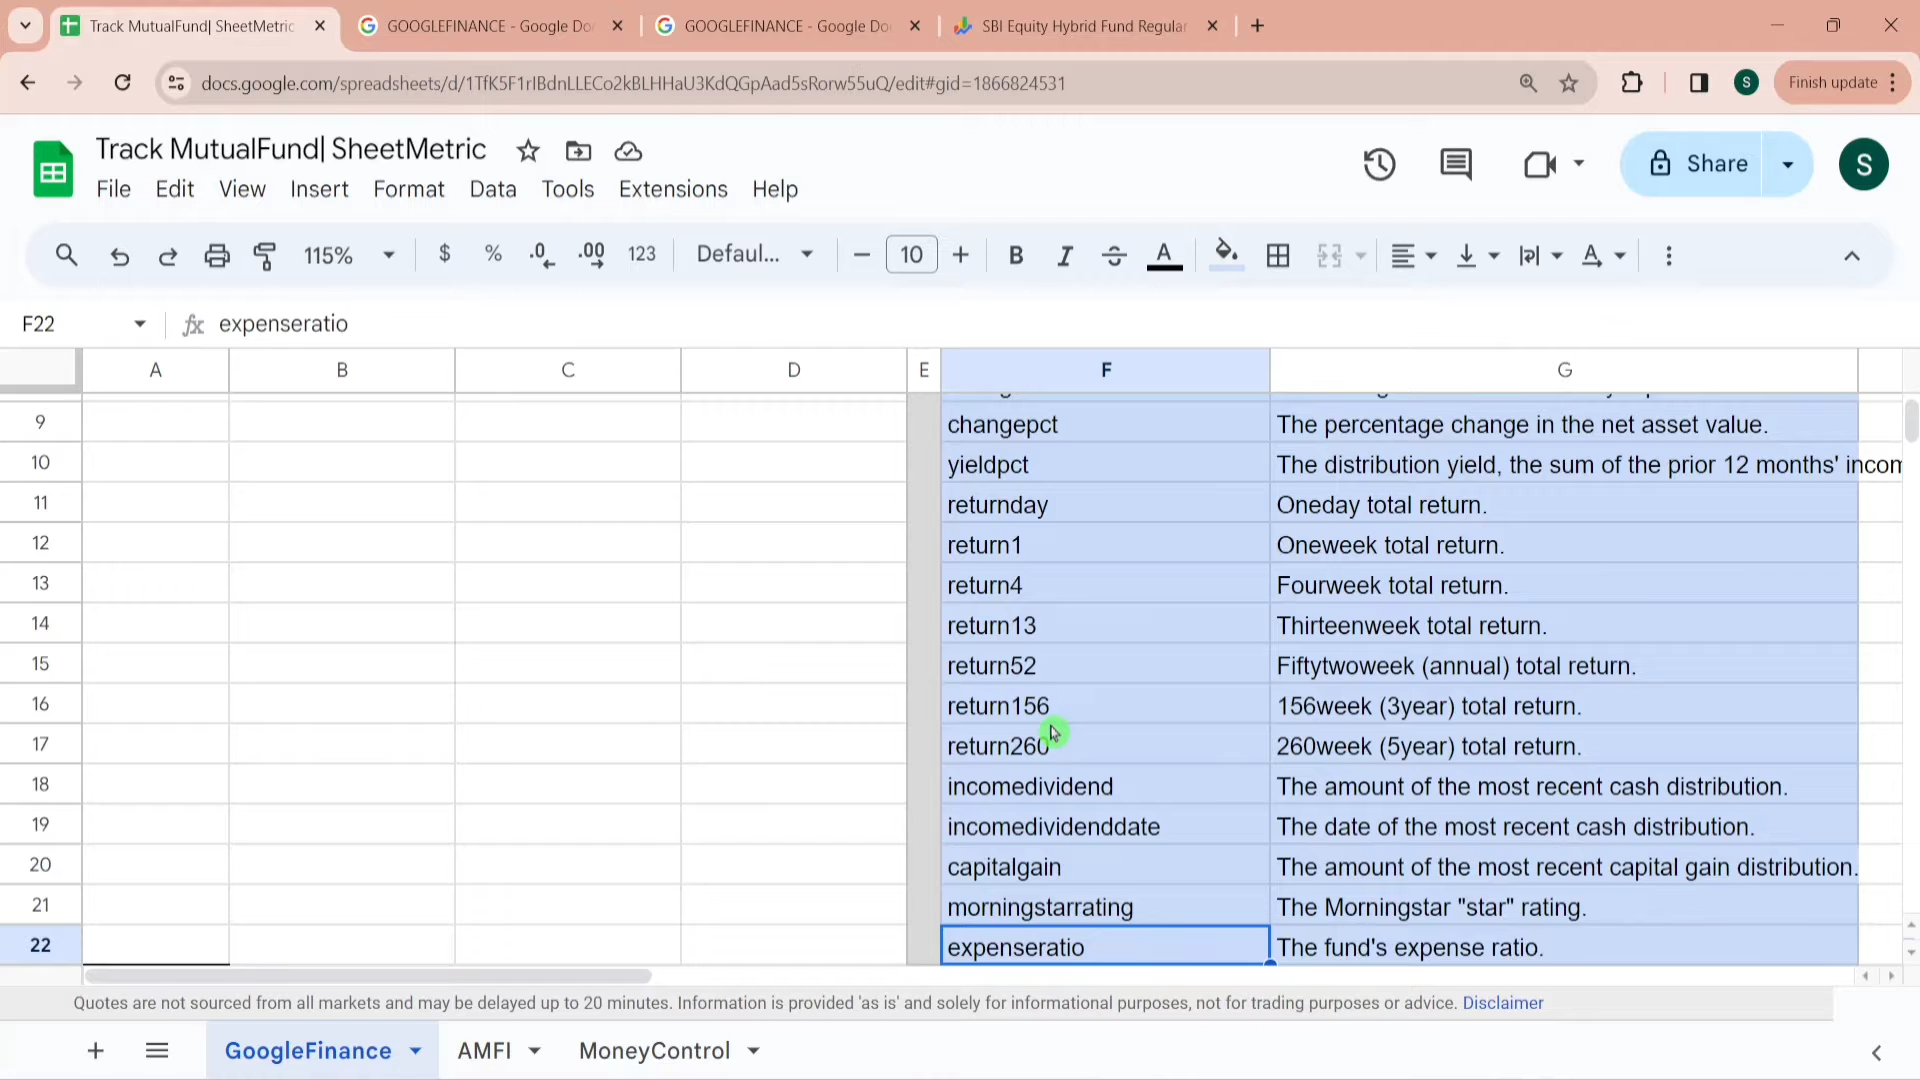 Track MutualFund| SheetMetric
GOOGLEFINANCE - Google Do
GOOGLEFINANCE - Google Do
SBI Equity Hybrid Fund Regular
docs.google.com/spreadsheets/d/1TfK5F1rIBdnLLECo2kBLHHaU3KdQGpAad5sRorw55uQ/edit#gid=1866824531
S
Finish update
Track MutualFund| SheetMetric
File Edit View Insert Format Data Tools Extensions Help
Share
S
115% $ % .0 .00 123 Defaul... 10 B I A
F22 fx expenseratio
A B C D E F G
9 changepct The percentage change in the net asset value.
10 yieldpct The distribution yield, the sum of the prior 12 months' incom
11 returnday Oneday total return.
12 return1 Oneweek total return.
13 return4 Fourweek total return.
14 return13 Thirteenweek total return.
15 return52 Fiftytwoweek (annual) total return.
16 return156 156week (3year) total return.
17 return260 260week (5year) total return.
18 incomedividend The amount of the most recent cash distribution.
19 incomedividenddate The date of the most recent cash distribution.
20 capitalgain The amount of the most recent capital gain distribution.
21 morningstarrating The Morningstar "star" rating.
22 expenseratio The fund's expense ratio.
Quotes are not sourced from all markets and may be delayed up to 20 minutes. Information is provided 'as is' and solely for informational purposes, not for trading purposes or advice. Disclaimer
GoogleFinance AMFI MoneyControl